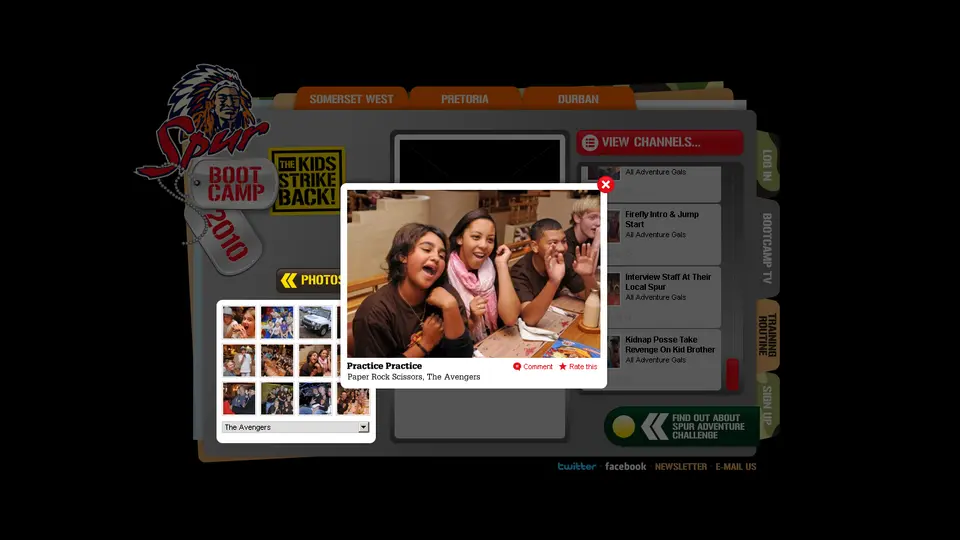 SOMERSET WEST
PRETORIA
DURBAN
Spur
BOOT
CAMP
2010
THE KIDS
STRIKE
BACK!
VIEW CHANNELS...
LOG IN
BOOTCAMP TV
TRAINING
ROUTINE
SIGN UP
All Adventure Gals
Firefly Intro & Jump
Start
All Adventure Gals
Interview Staff At Their
Local Spur
All Adventure Gals
Kidnap Posse Take
Revenge On Kid Brother
All Adventure Gals
PHOTOS
Practice Practice
Paper Rock Scissors, The Avengers
Comment
Rate this
The Avengers
FIND OUT ABOUT
SPUR ADVENTURE
CHALLENGE
twitter · facebook · NEWSLETTER · E-MAIL US